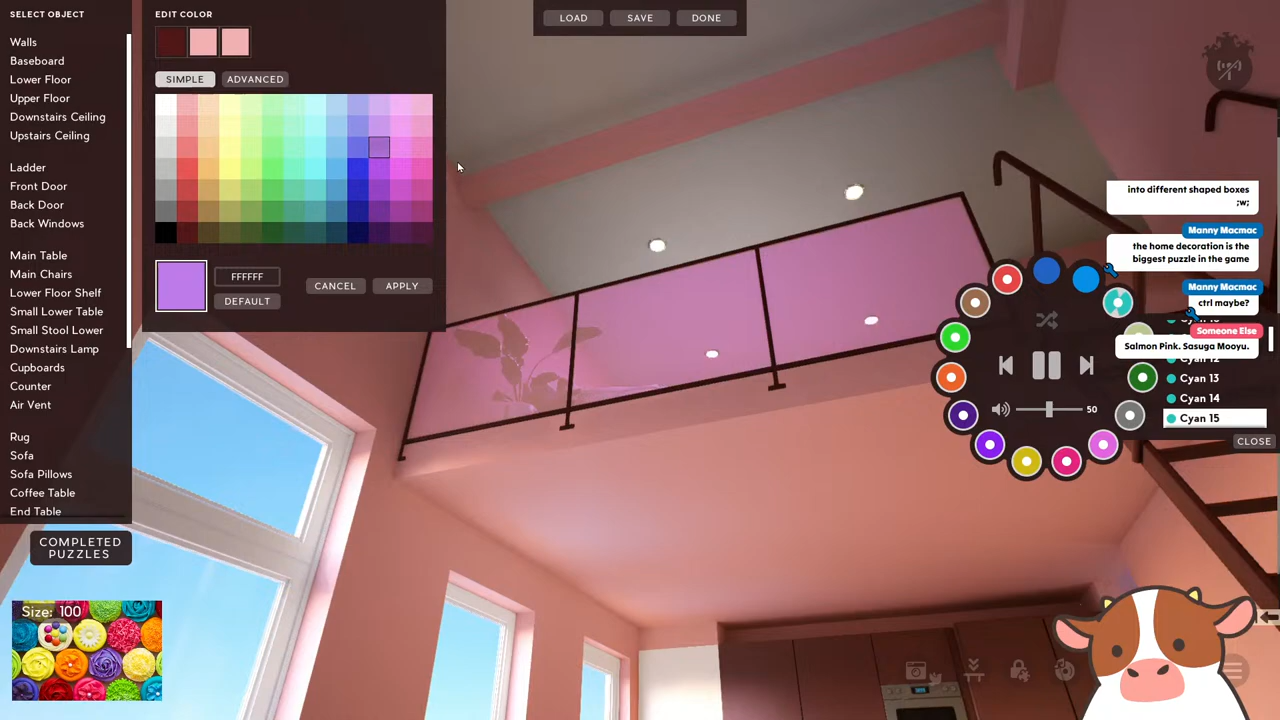 SELECT OBJECT
Walls
Baseboard
Lower Floor
Upper Floor
Downstairs Ceiling
Upstairs Ceiling
Ladder
Front Door
Back Door
Back Windows
Main Table
Main Chairs
Lower Floor Shelf
Small Lower Table
Small Stool Lower
Downstairs Lamp
Cupboards
Counter
Air Vent
Rug
Sofa
Sofa Pillows
Coffee Table
End Table
COMPLETED
PUZZLES
Size: 100
EDIT COLOR
SIMPLE
ADVANCED
FFFFFF
DEFAULT
CANCEL
APPLY
LOAD
SAVE
DONE
into different shaped boxes
;w;
Manny Macmac
the home decoration is the
biggest puzzle in the game
Manny Macmac
ctrl maybe?
Someone Else
Salmon Pink. Sasuga Mooyu.
Cyan 12
Cyan 13
Cyan 14
Cyan 15
50
CLOSE